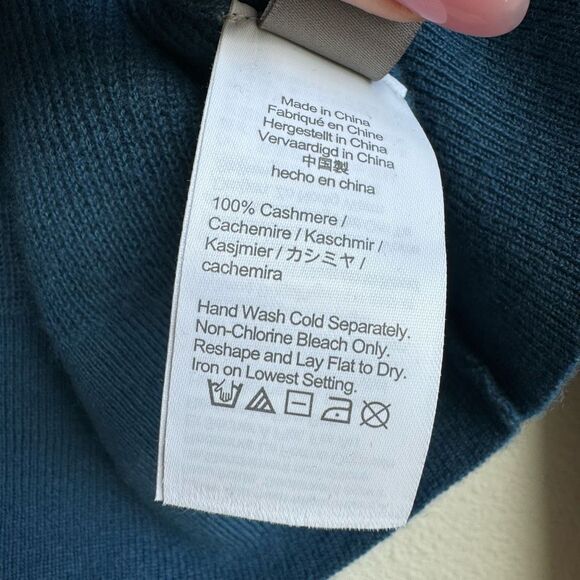 Made in China
Fabriqué en Chine
Hergestellt in China
Vervaardigd in China
中国製
hecho en china
100% Cashmere /
Cachemire / Kaschmir /
Kasjmier / カシミヤ /
cachemira
Hand Wash Cold Separately.
Non-Chlorine Bleach Only.
Reshape and Lay Flat to Dry.
Iron on Lowest Setting.